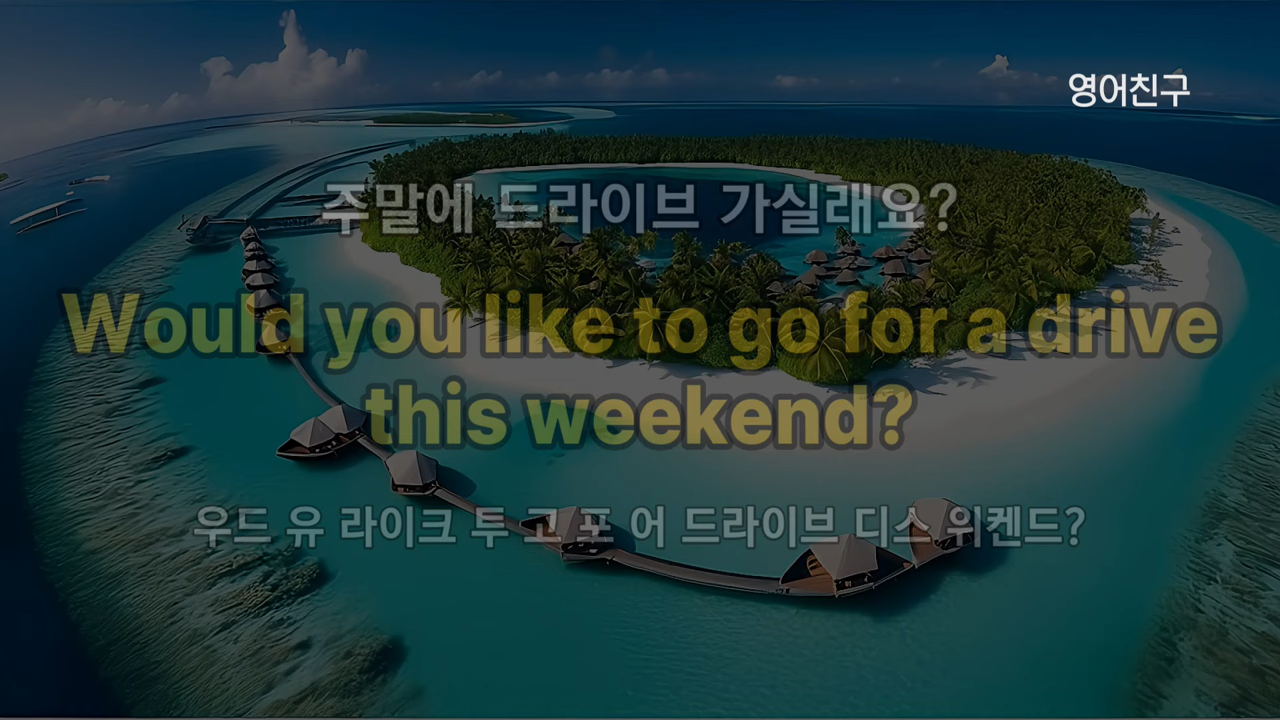 영어친구
주말에 드라이브 가실래요?
Would you like to go for a drive
this weekend?
우드 유 라이크 투 고 포 어 드라이브 디스 위켄드?